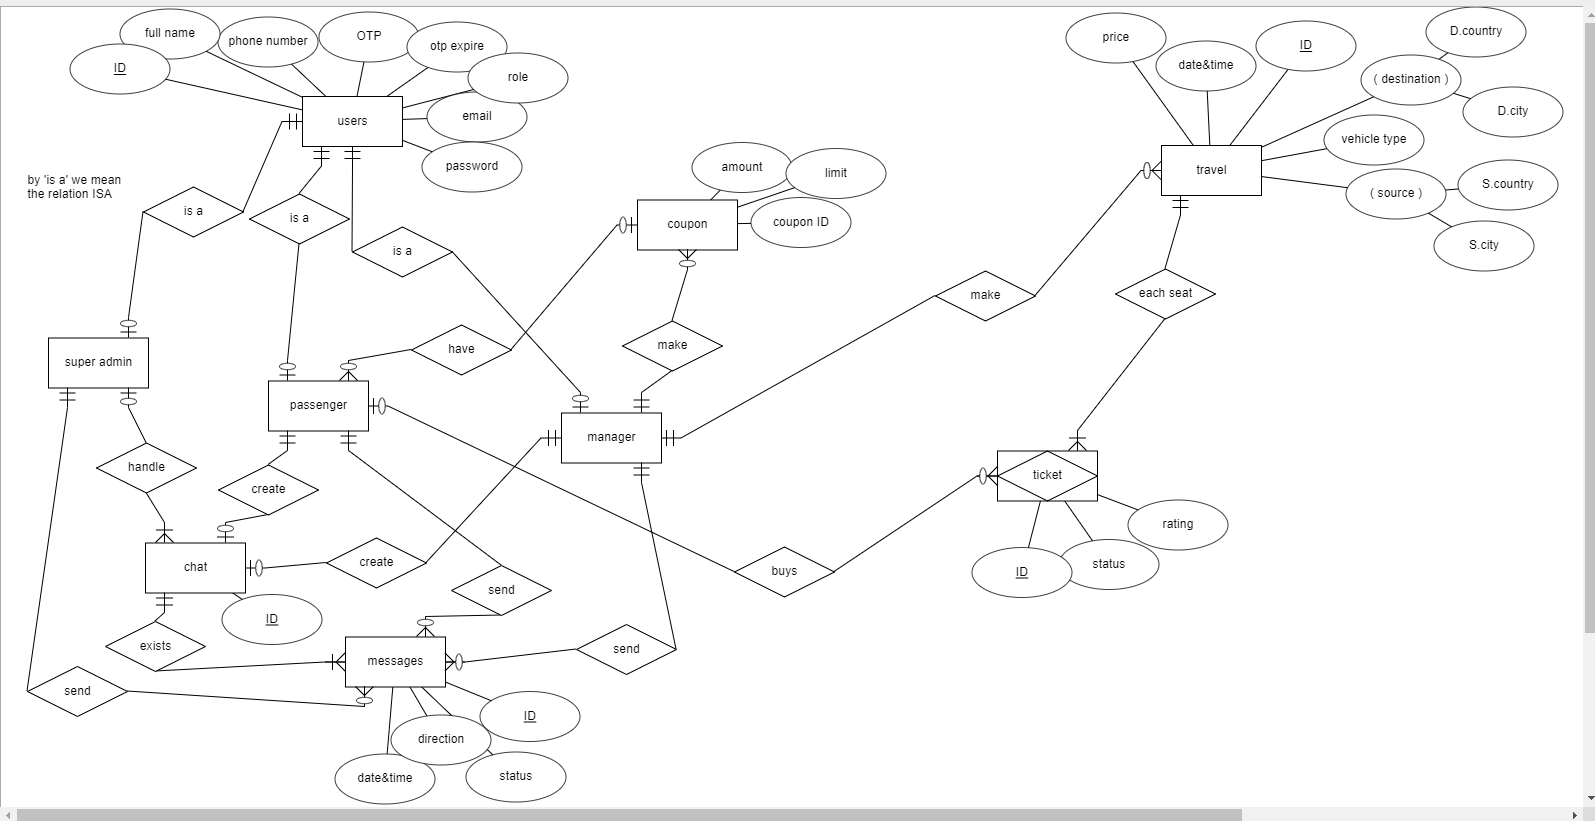 full name
phone number
OTP
otp expire
ID
role
users
email
password
by 'is a' we mean
the relation ISA
is a
is a
is a
super admin
passenger
manager
have
coupon
amount
limit
coupon ID
make
make
price
date&time
ID
( destination )
D.country
D.city
vehicle type
travel
( source )
S.country
S.city
each seat
ticket
rating
ID
status
buys
handle
create
create
chat
ID
exists
send
send
send
messages
ID
direction
date&time
status